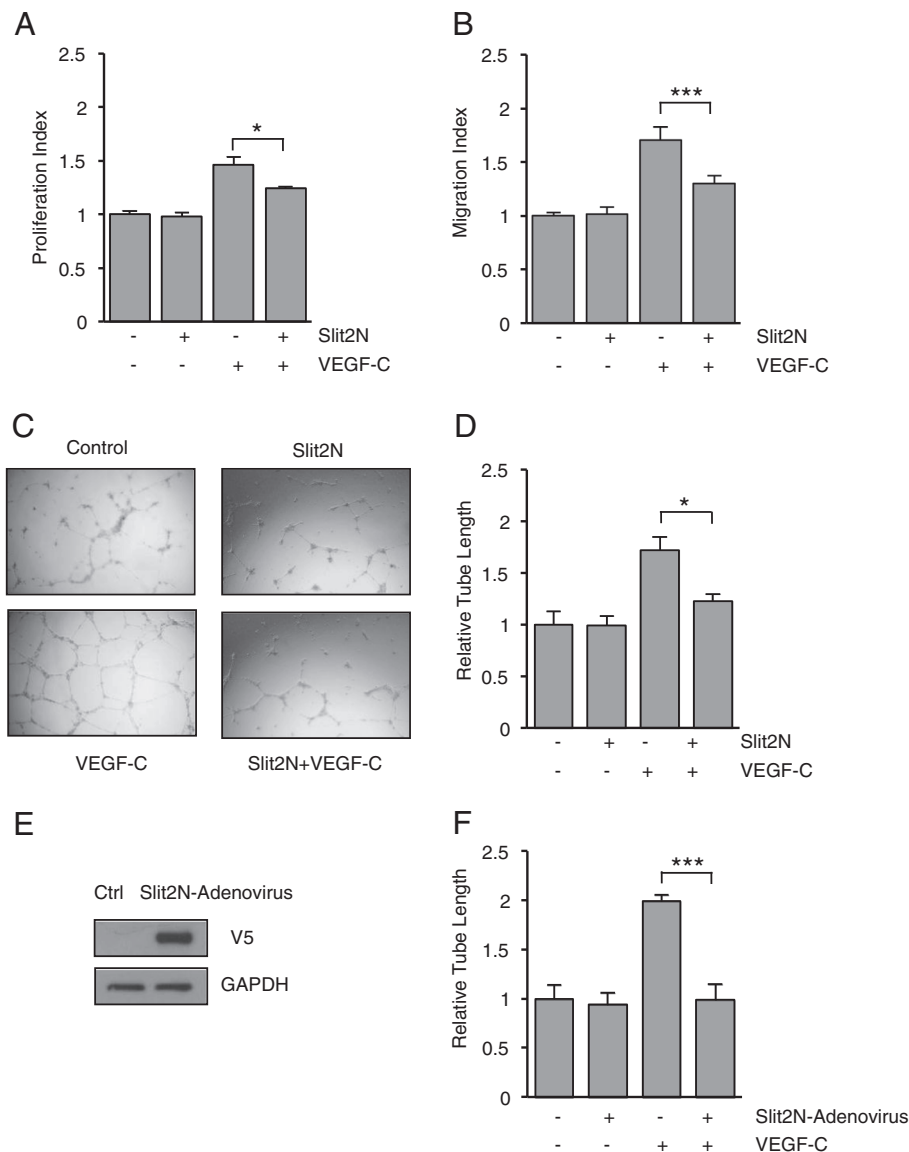 A
Proliferation Index
2.5
2
1.5
1
0.5
0
*
- + - + Slit2N
- - + + VEGF-C
B
Migration Index
2.5
2
1.5
1
0.5
0
***
- + - + Slit2N
- - + + VEGF-C
C
Control Slit2N
VEGF-C Slit2N+VEGF-C
D
Relative Tube Length
2.5
2
1.5
1
0.5
0
*
- + - + Slit2N
- - + + VEGF-C
E
Ctrl Slit2N-Adenovirus
V5
GAPDH
F
Relative Tube Length
2.5
2
1.5
1
0.5
0
***
- + - + Slit2N-Adenovirus
- - + + VEGF-C